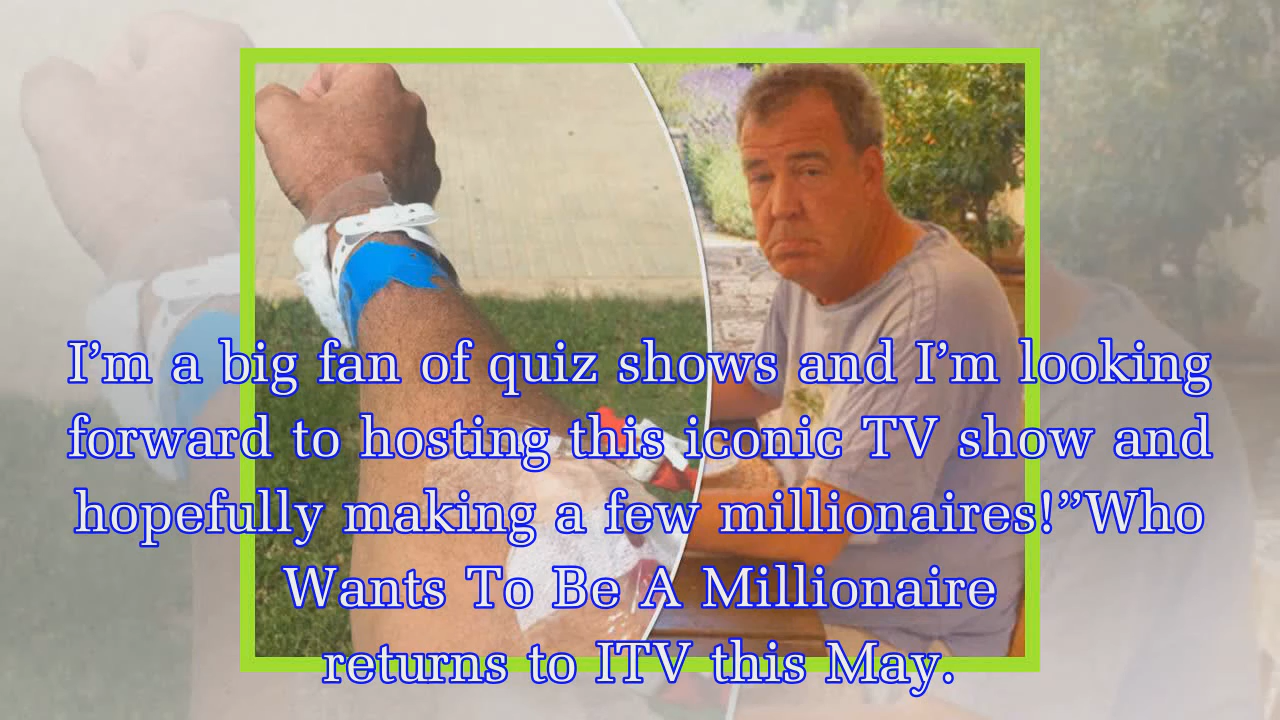 I’m a big fan of quiz shows and I’m looking
forward to hosting this iconic TV show and
hopefully making a few millionaires!”Who
Wants To Be A Millionaire
returns to ITV this May.